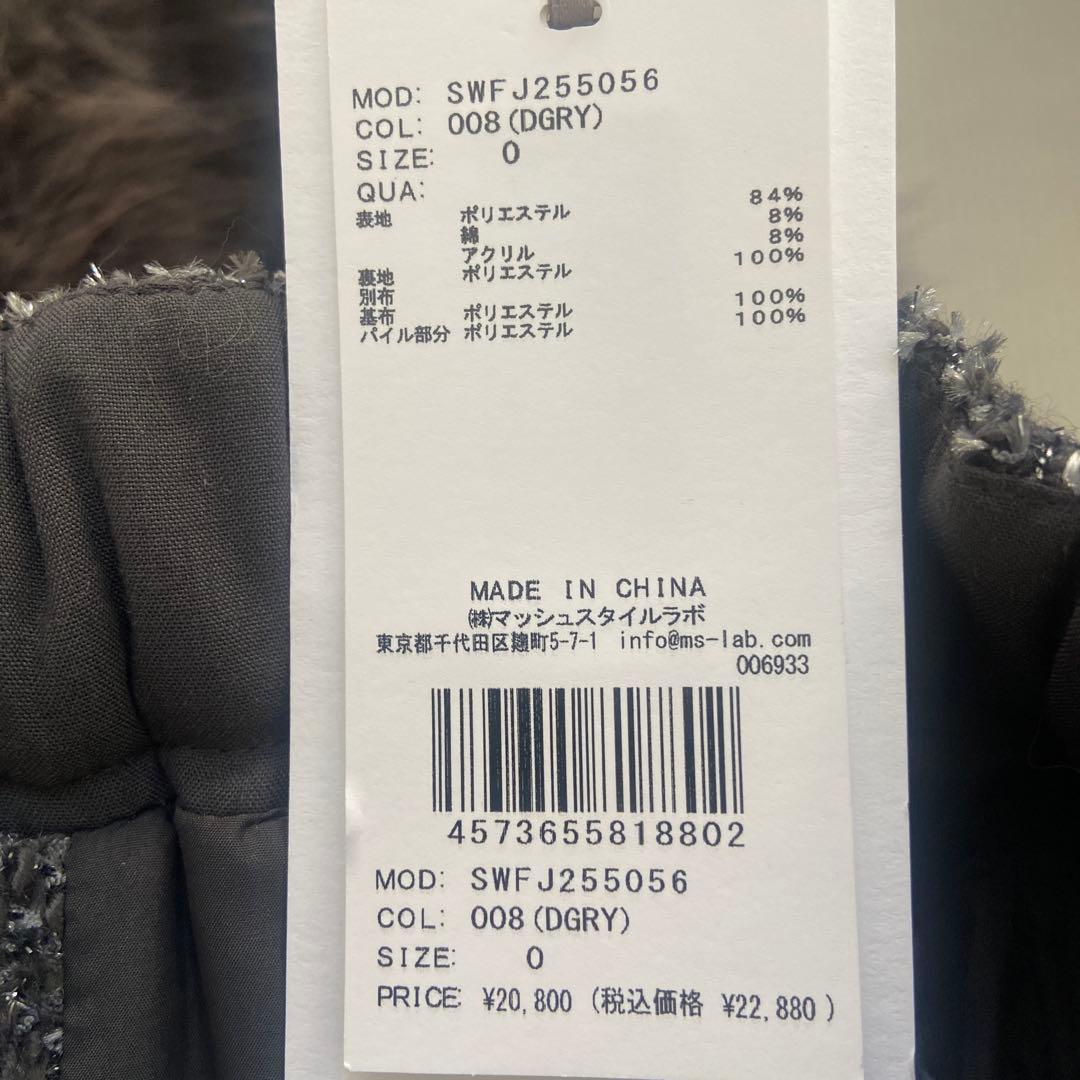 MOD: SWFJ255056
COL: 008(DGRY)
SIZE: 0
QUA:
表地 ポリエステル 84%
綿 8%
アクリル 8%
裏地 ポリエステル 100%
別布
基布 ポリエステル 100%
パイル部分 ポリエステル 100%
MADE IN CHINA
㈱マッシュスタイルラボ
東京都千代田区麹町5-7-1 info@ms-lab.com
006933
4573655818802
MOD: SWFJ255056
COL: 008(DGRY)
SIZE: 0
PRICE: ¥20,800 (税込価格 ¥22,880 )